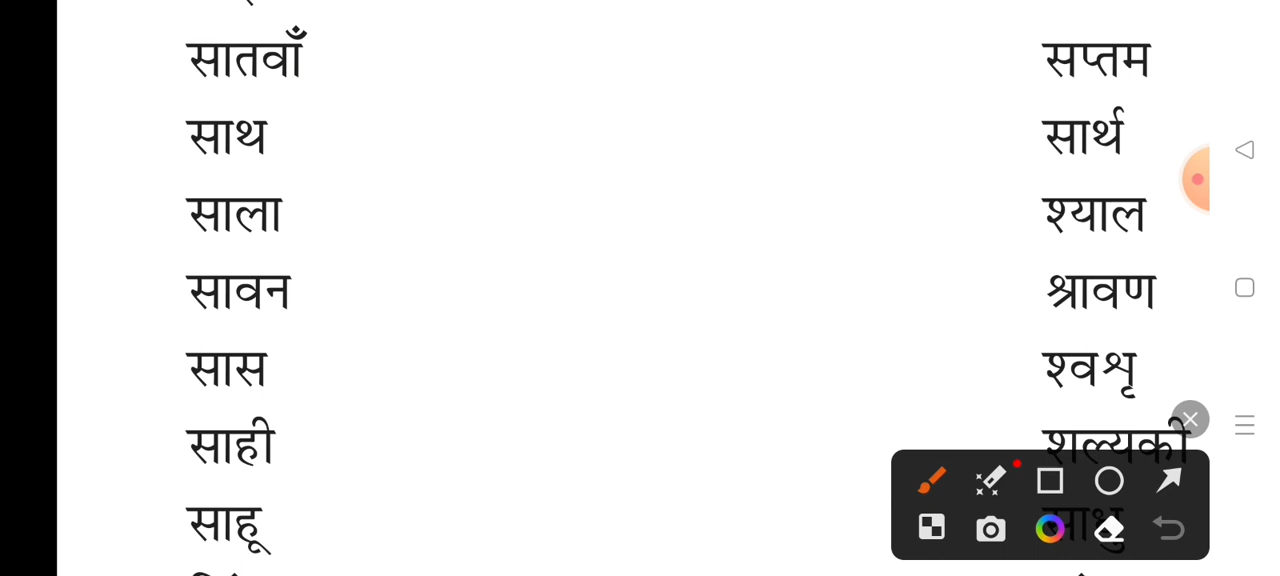 सातवाँ सप्तम
साथ सार्थ
साला श्याल
सावन श्रावण
सास श्वशृ
साही शल्यकी
साहू साधु